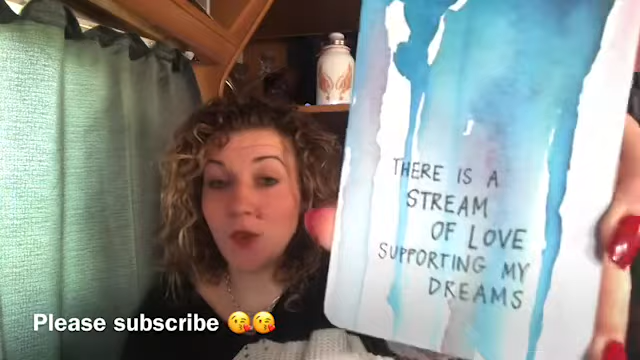 THERE IS A
STREAM
OF LOVE
SUPPORTING MY
DREAMS
Please subscribe 😘😘